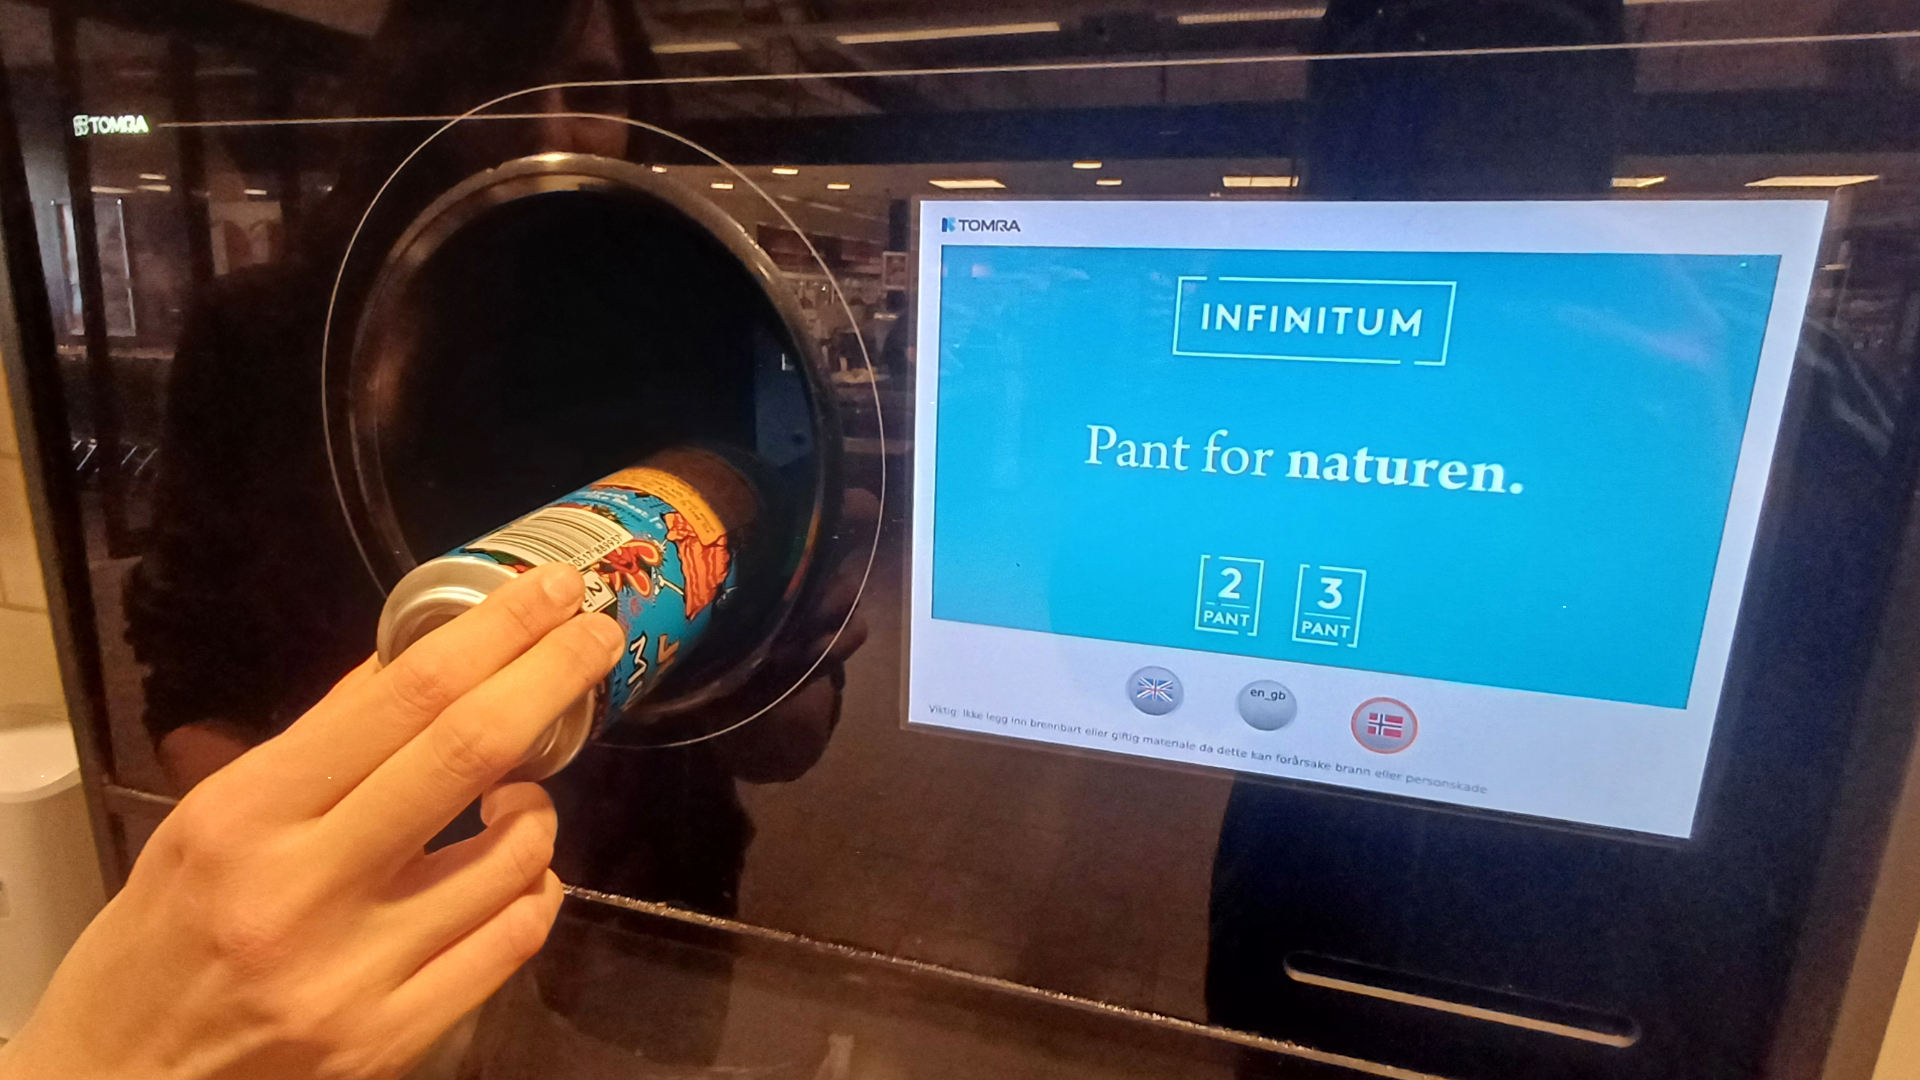 TOMRA
TOMRA
INFINITUM
Pant for naturen.
2
PANT
3
PANT
en_gb
Viktig: Ikke legg inn brennbart eller giftig materiale da dette kan forårsake brann eller personskade
2